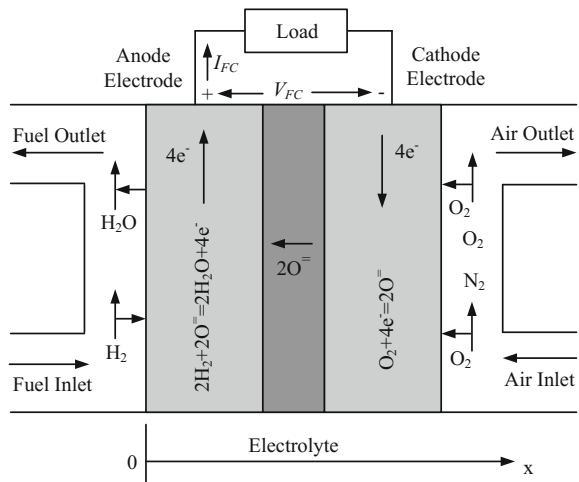 Load
Anode
Electrode
I_FC
Cathode
Electrode
+
V_FC
-
Fuel Outlet
4e⁻
4e⁻
Air Outlet
H₂O
2H₂+2O⁼=2H₂O+4e⁻
2O⁼
O₂+4e⁻=2O⁼
O₂
O₂
N₂
H₂
O₂
Fuel Inlet
Air Inlet
0
Electrolyte
x